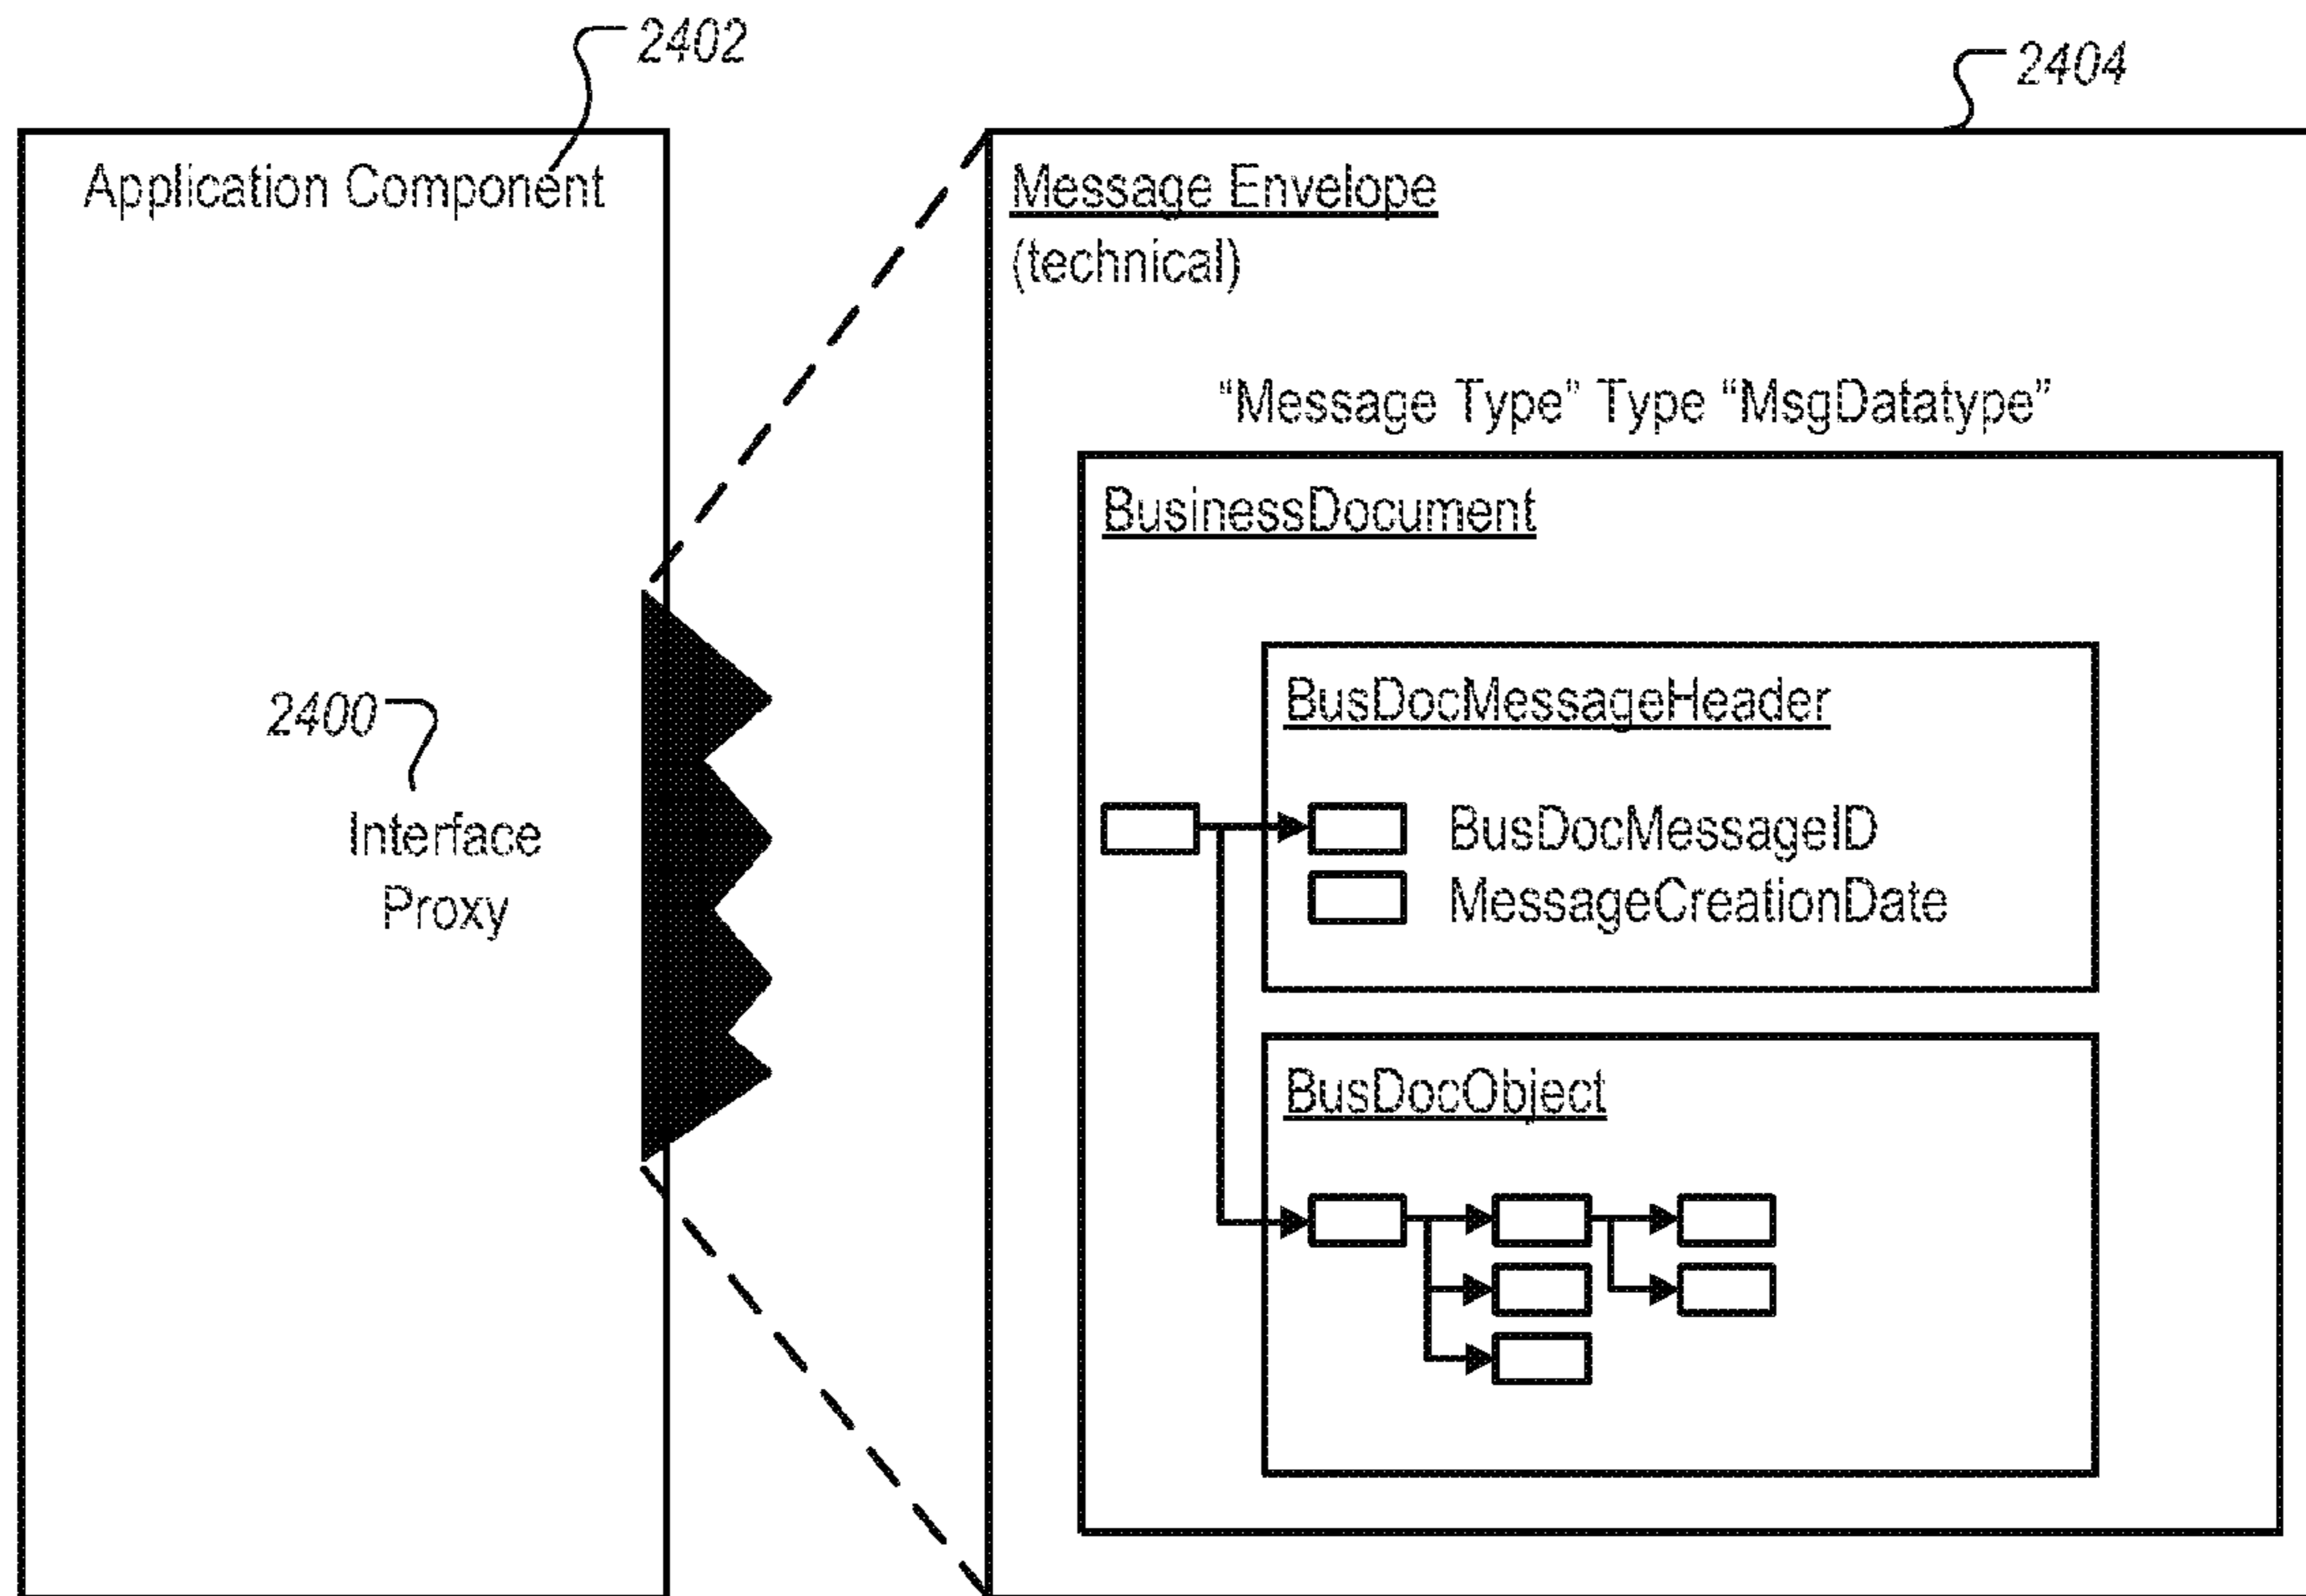 2402
2404
Application Component
Message Envelope
(technical)
“Message Type” Type “MsgDatatype”
BusinessDocument
BusDocMessageHeader
2400
Interface
Proxy
BusDocMessageID
MessageCreationDate
BusDocObject